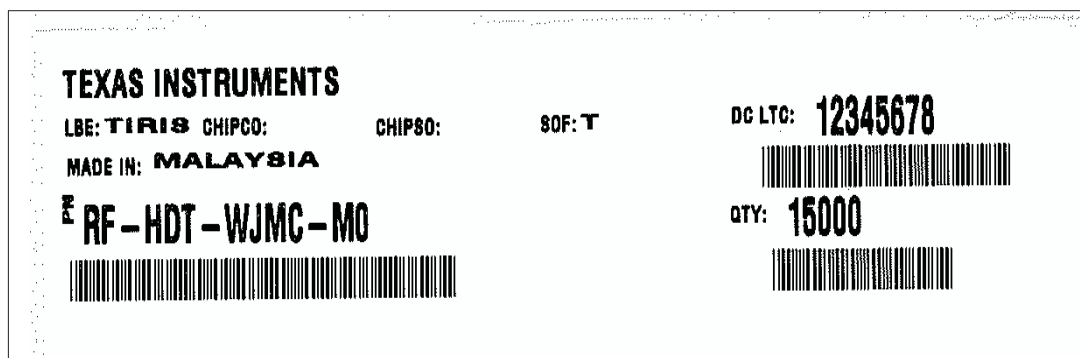 TEXAS INSTRUMENTS
LBE: TIRIS CHIPCO: CHIPSO: SOF: T
MADE IN: MALAYSIA
PN RF-HDT-WJMC-M0
DC LTC: 12345678
QTY: 15000